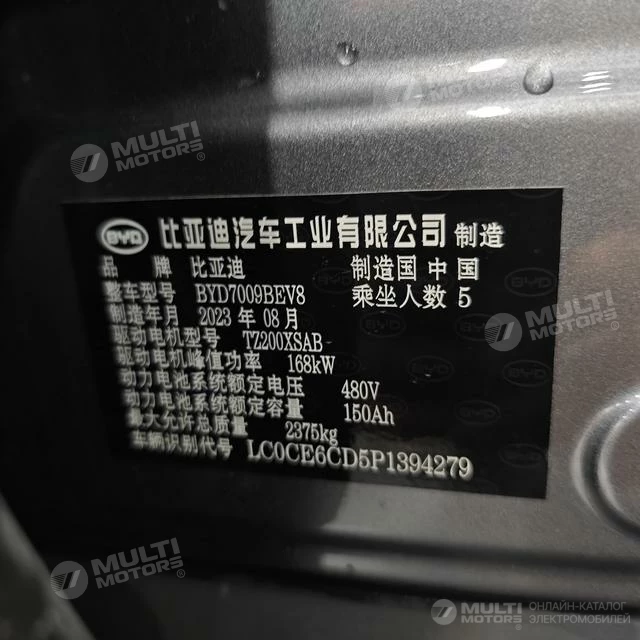 BYD 比亚迪汽车工业有限公司 制造
品 牌 比亚迪 制造国 中国
整车型号 BYD7009BEV8 乘坐人数 5
制造年月 2023 年 08 月
驱动电机型号 TZ200XSAB
驱动电机峰值功率 168kW
动力电池系统额定电压 480V
动力电池系统额定容量 150Ah
最大允许总质量 2375kg
车辆识别代号 LC0CE6CD5P1394279
MULTI MOTORS®
MULTI MOTORS®
MULTI MOTORS®
MULTI MOTORS®
MULTI MOTORS ОНЛАЙН-КАТАЛОГ ЭЛЕКТРОМОБИЛЕЙ